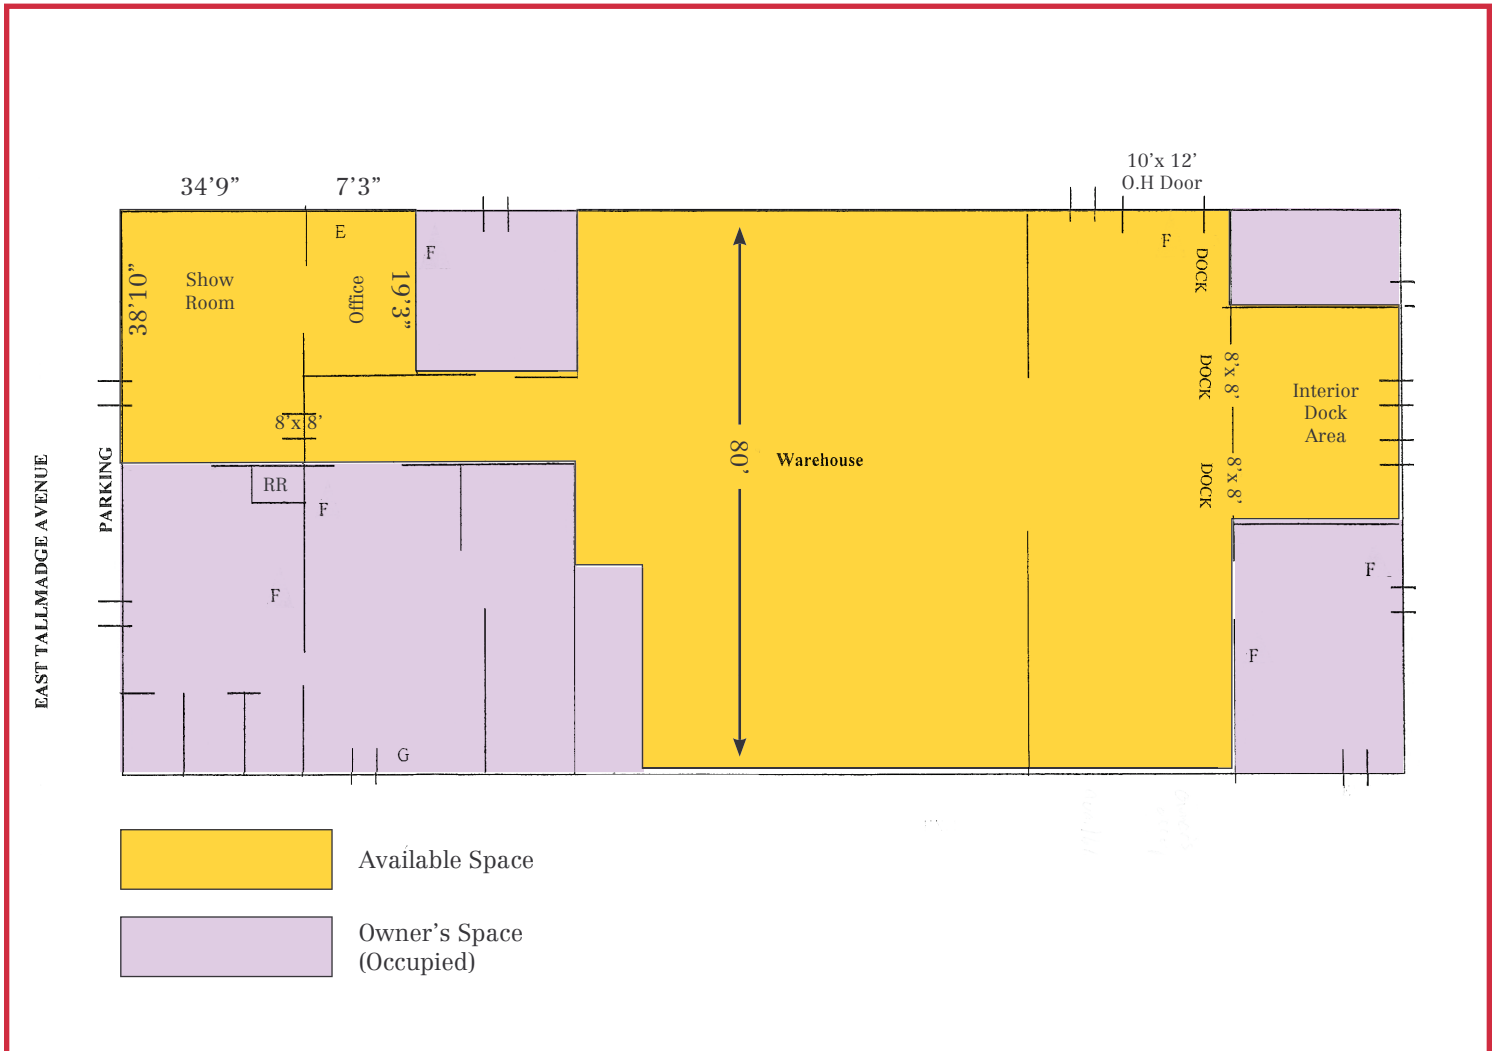 10’x 12’
O.H Door
34’9”
7’3”
E
F
F
DOCK
Show
Room
38’10”
Office
19’3”
8’x 8’
DOCK
Interior
Dock
Area
8’x 8’
80’
Warehouse
DOCK
8’x 8’
EAST TALLMADGE AVENUE
PARKING
RR
F
F
F
F
G
Available Space
Owner’s Space
(Occupied)